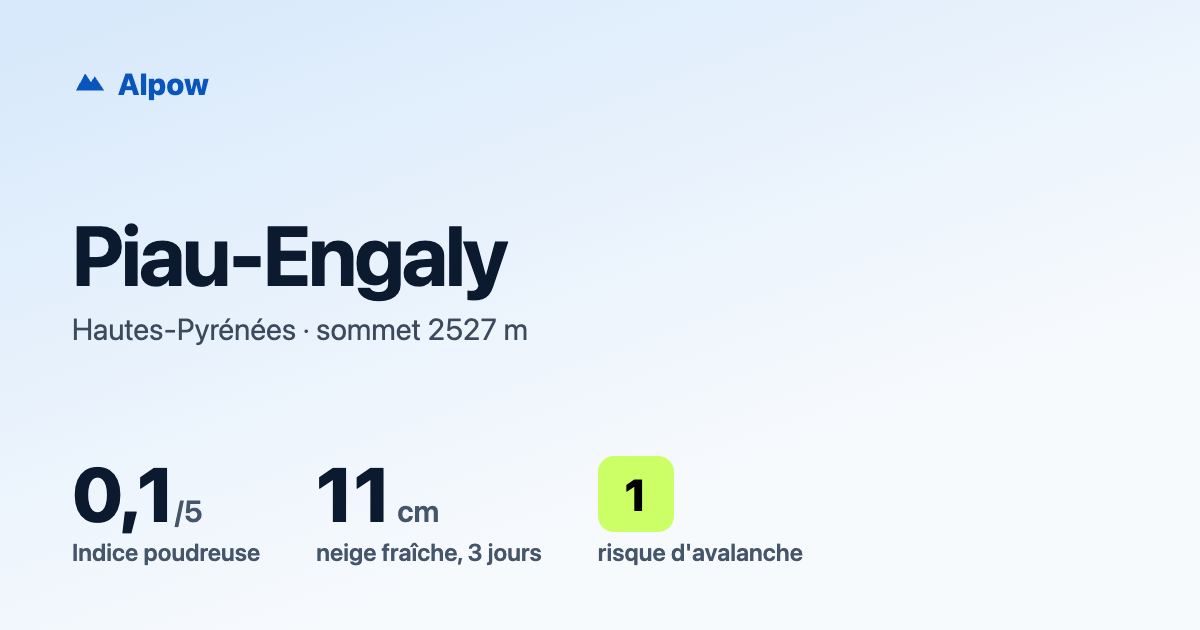 Alpow
Piau-Engaly
Hautes-Pyrénées · sommet 2527 m
0,1/5
Indice poudreuse
11 cm
neige fraîche, 3 jours
1
risque d'avalanche